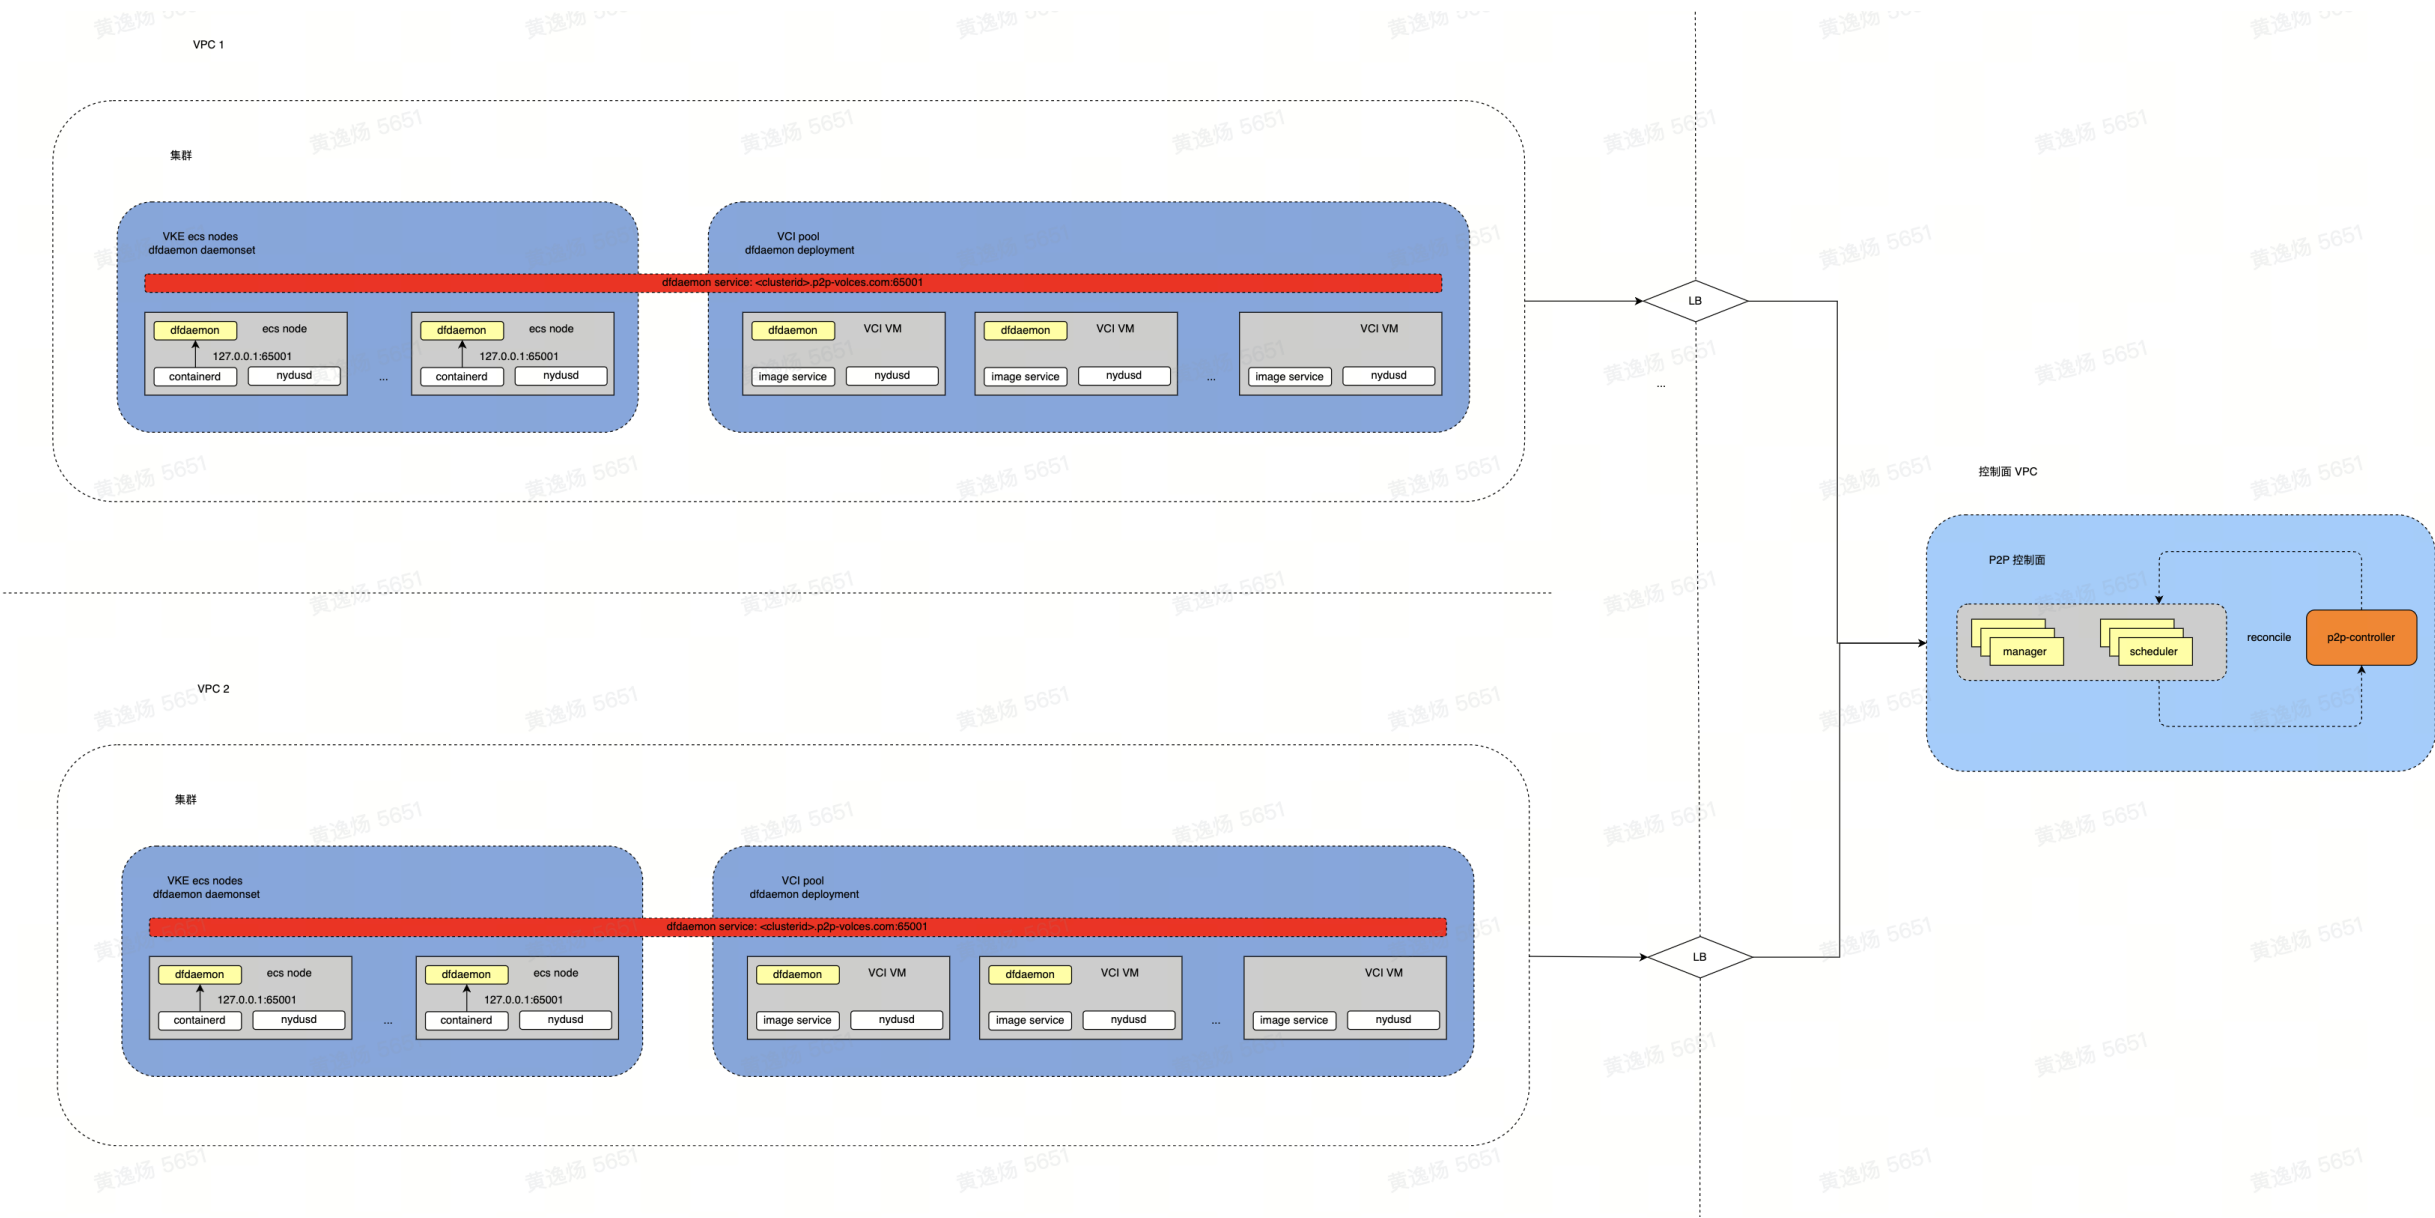 VPC 1
集群
VKE ecs nodes
dfdaemon daemonset
VCI pool
dfdaemon deployment
dfdaemon service: <clusterid>.p2p-volces.com:65001
dfdaemon
ecs node
127.0.0.1:65001
containerd
nydusd
...
dfdaemon
ecs node
127.0.0.1:65001
containerd
nydusd
dfdaemon
VCI VM
image service
nydusd
dfdaemon
VCI VM
image service
nydusd
...
VCI VM
image service
nydusd
LB
...
控制面 VPC
P2P 控制面
manager
scheduler
reconcile
p2p-controller
VPC 2
集群
VKE ecs nodes
dfdaemon daemonset
VCI pool
dfdaemon deployment
dfdaemon service: <clusterid>.p2p-volces.com:65001
dfdaemon
ecs node
127.0.0.1:65001
containerd
nydusd
...
dfdaemon
ecs node
127.0.0.1:65001
containerd
nydusd
dfdaemon
VCI VM
image service
nydusd
dfdaemon
VCI VM
image service
nydusd
...
VCI VM
image service
nydusd
LB
黄逸炀 5651